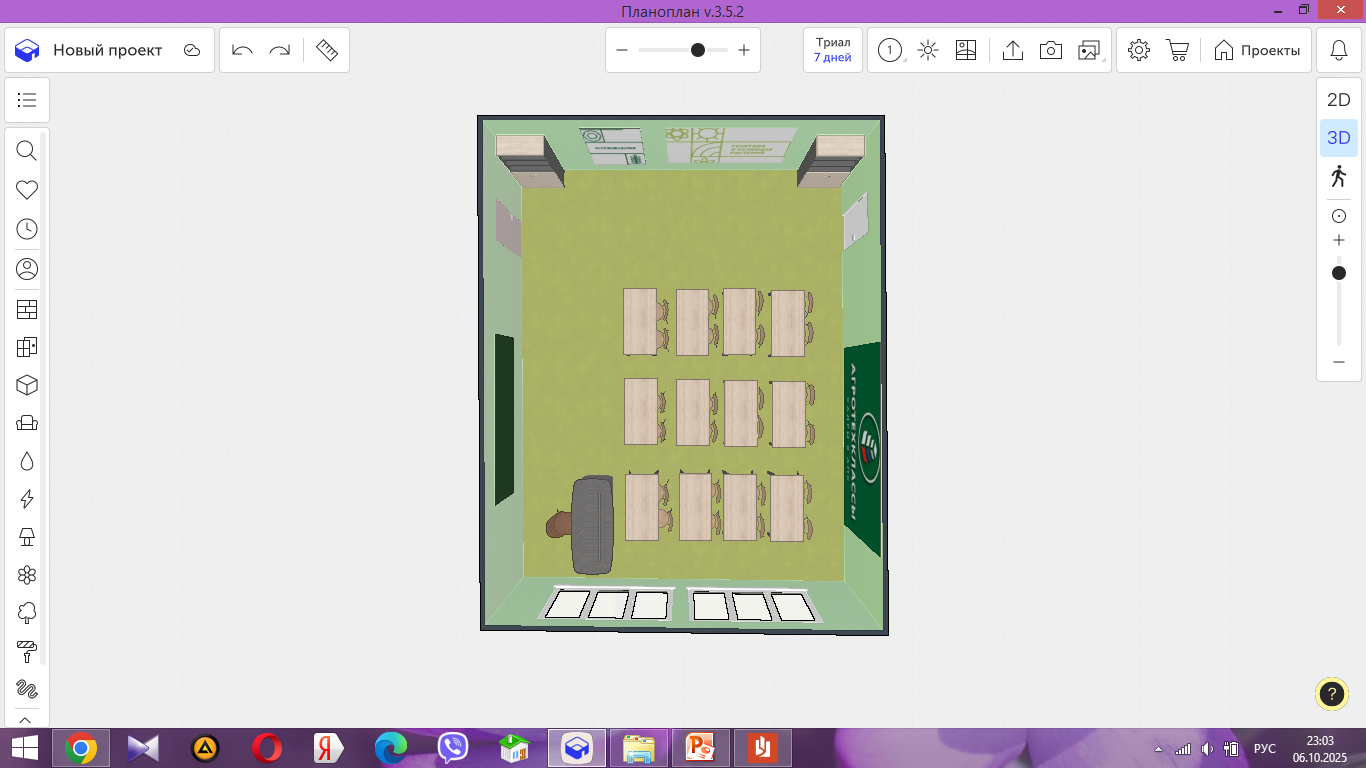 Планоплан v.3.5.2
Новый проект
Триал
7 дней
1
Проекты
2D
3D
АГРОТЕХКЛАССЫ
?
РУС
23:03
06.10.2025